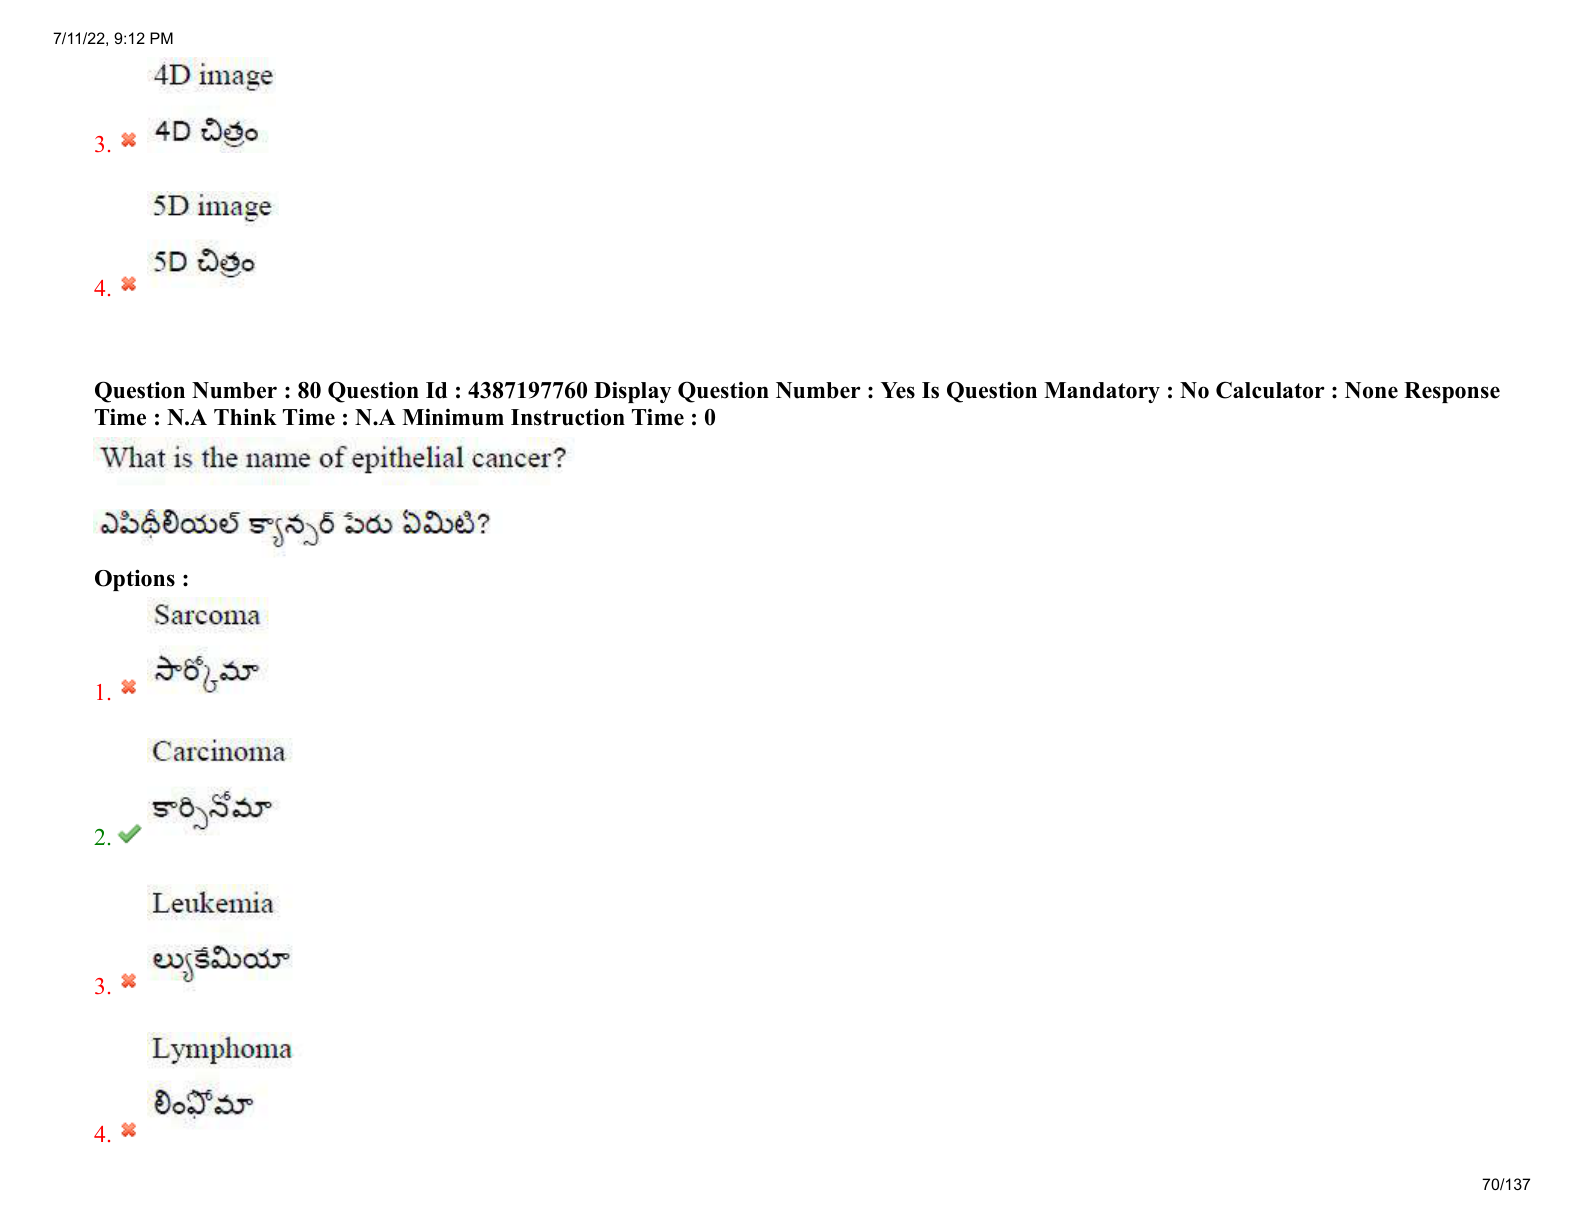 7/11/22, 9:12 PM
4D image
4D చిత్రం
3.
5D image
5D చిత్రం
4.
Question Number : 80 Question Id : 4387197760 Display Question Number : Yes Is Question Mandatory : No Calculator : None Response
Time : N.A Think Time : N.A Minimum Instruction Time : 0
What is the name of epithelial cancer?
ఎపిథీలియల్ క్యాన్సర్ పేరు ఏమిటి?
Options :
Sarcoma
సార్కోమా
1.
Carcinoma
కార్సినోమా
2.
Leukemia
ల్యుకేమియా
3.
Lymphoma
లింఫోమా
4.
70/137